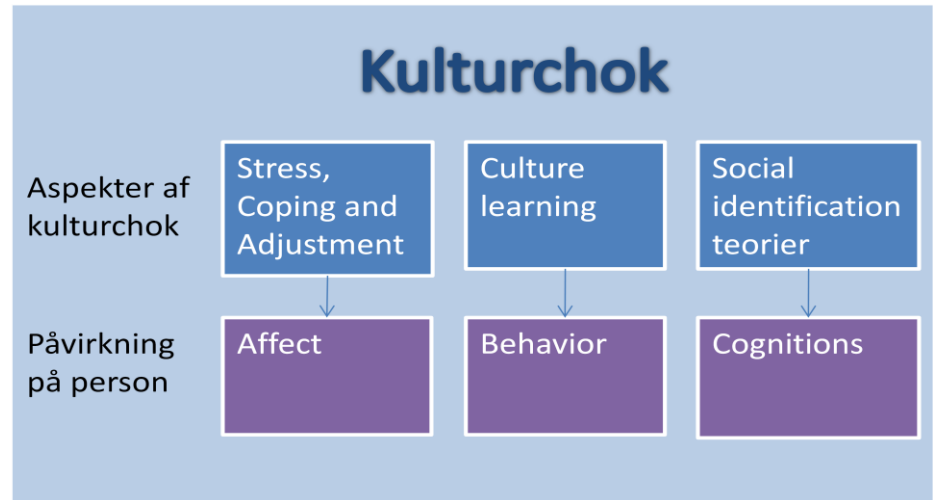 Kulturchok
Aspekter af
kulturchok
Stress,
Coping and
Adjustment
Culture
learning
Social
identification
teorier
Påvirkning
på person
Affect
Behavior
Cognitions